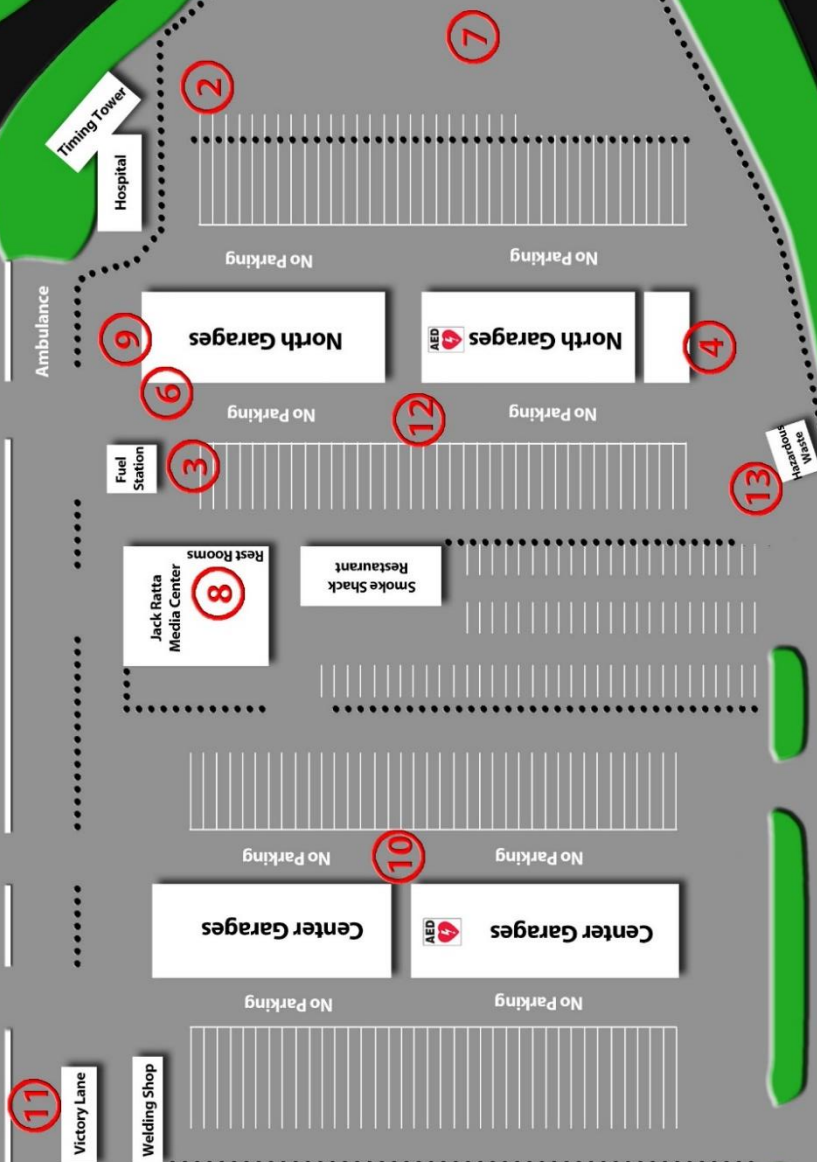 7
2
Timing Tower
Hospital
No Parking
No Parking
Ambulance
9
North Garages
AED
North Garages
4
6
No Parking
12
No Parking
Fuel
Station
3
13
Hazardous
Waste
Jack Ratta
Media Center
Rest Rooms
8
Smoke Shack
Restaurant
No Parking
10
No Parking
Center Garages
AED
Center Garages
No Parking
No Parking
11
Victory Lane
Welding Shop